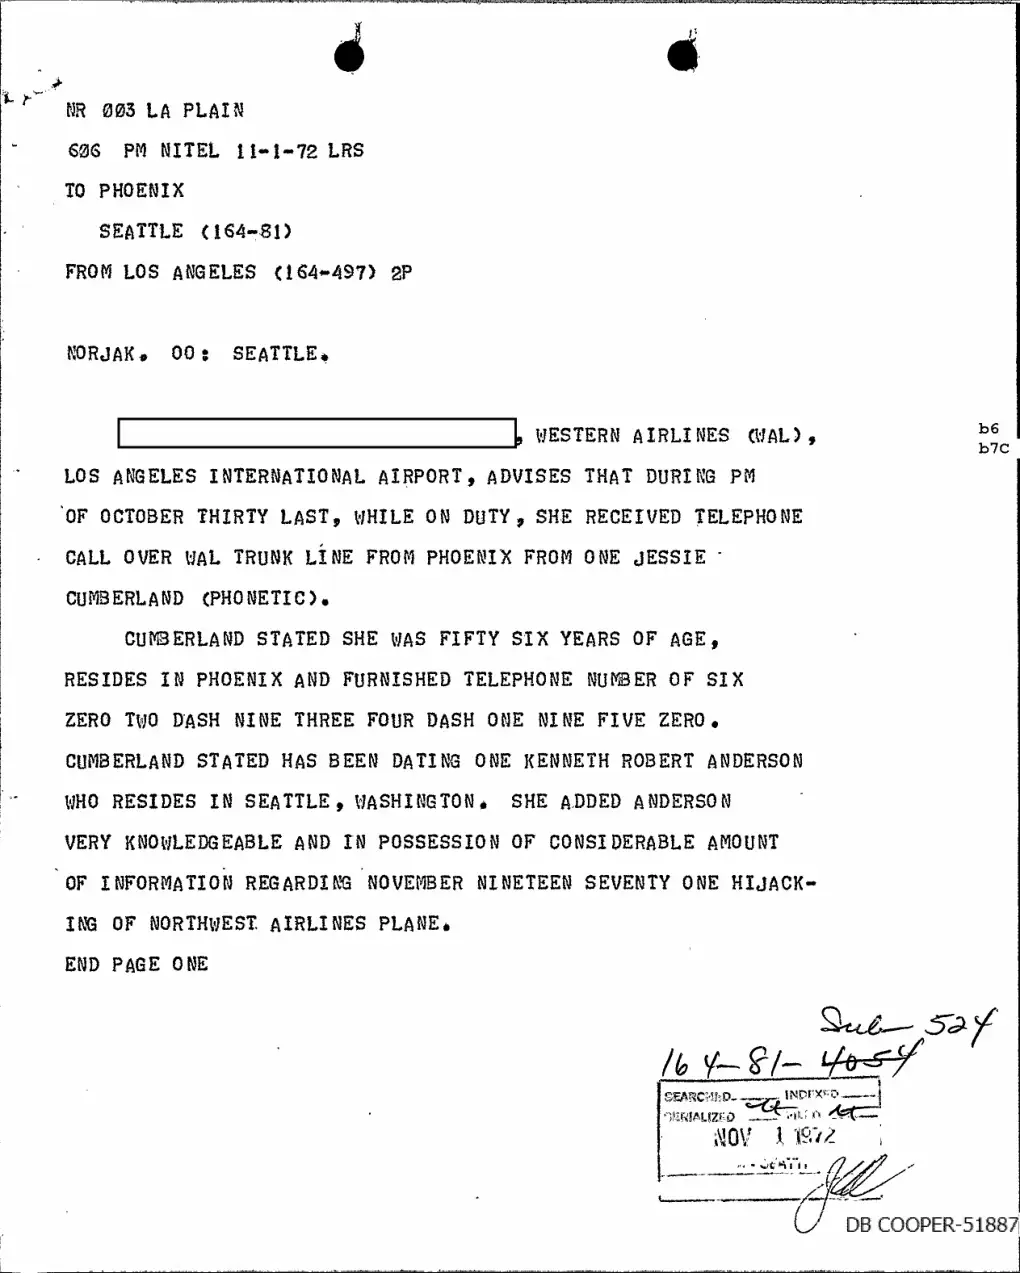 NR 003 LA PLAIN
606 PM NITEL 11-1-72 LRS
TO PHOENIX
SEATTLE (164-81)
FROM LOS ANGELES (164-497) 2P
NORJAK. OO: SEATTLE.
, WESTERN AIRLINES (WAL),
b6
b7C
LOS ANGELES INTERNATIONAL AIRPORT, ADVISES THAT DURING PM
OF OCTOBER THIRTY LAST, WHILE ON DUTY, SHE RECEIVED TELEPHONE
CALL OVER WAL TRUNK LINE FROM PHOENIX FROM ONE JESSIE
CUMBERLAND (PHONETIC).
CUMBERLAND STATED SHE WAS FIFTY SIX YEARS OF AGE,
RESIDES IN PHOENIX AND FURNISHED TELEPHONE NUMBER OF SIX
ZERO TWO DASH NINE THREE FOUR DASH ONE NINE FIVE ZERO.
CUMBERLAND STATED HAS BEEN DATING ONE KENNETH ROBERT ANDERSON
WHO RESIDES IN SEATTLE, WASHINGTON. SHE ADDED ANDERSON
VERY KNOWLEDGEABLE AND IN POSSESSION OF CONSIDERABLE AMOUNT
OF INFORMATION REGARDING NOVEMBER NINETEEN SEVENTY ONE HIJACK-
ING OF NORTHWEST AIRLINES PLANE.
END PAGE ONE
Sub 524
164-81-4054
SEARCHED INDEXED
SERIALIZED FILED
NOV 1 1972
SEATTLE
DB COOPER-51887